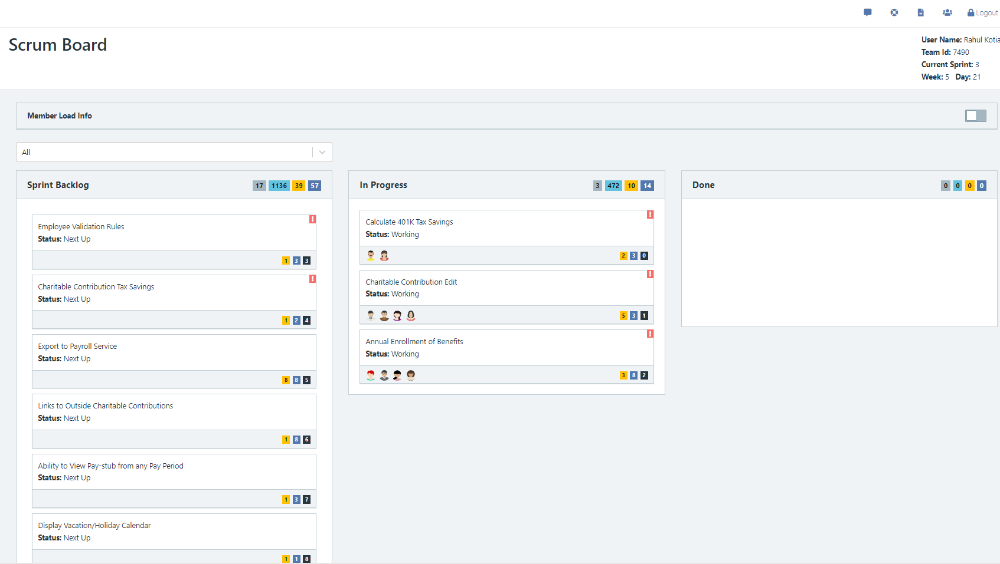 Logout
Scrum Board
User Name: Rahul Kotia
Team Id: 7490
Current Sprint: 3
Week: 5 Day: 21
Member Load Info
All
Sprint Backlog 17 1136 39 57
Employee Validation Rules
Status: Next Up
1 3 3
Charitable Contribution Tax Savings
Status: Next Up
1 2 4
Export to Payroll Service
Status: Next Up
8 8 5
Links to Outside Charitable Contributions
Status: Next Up
1 8 6
Ability to View Pay-stub from any Pay Period
Status: Next Up
1 3 7
Display Vacation/Holiday Calendar
Status: Next Up
1 1 8
In Progress 3 472 10 14
Calculate 401K Tax Savings
Status: Working
2 3 0
Charitable Contribution Edit
Status: Working
5 3 1
Annual Enrollment of Benefits
Status: Working
3 8 2
Done 0 0 0 0